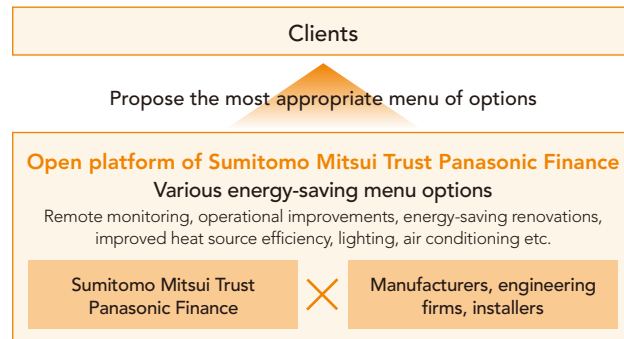 Clients
Propose the most appropriate menu of options
Open platform of Sumitomo Mitsui Trust Panasonic Finance
Various energy-saving menu options
Remote monitoring, operational improvements, energy-saving renovations,
improved heat source efficiency, lighting, air conditioning etc.
Sumitomo Mitsui Trust
Panasonic Finance
Manufacturers, engineering
firms, installers